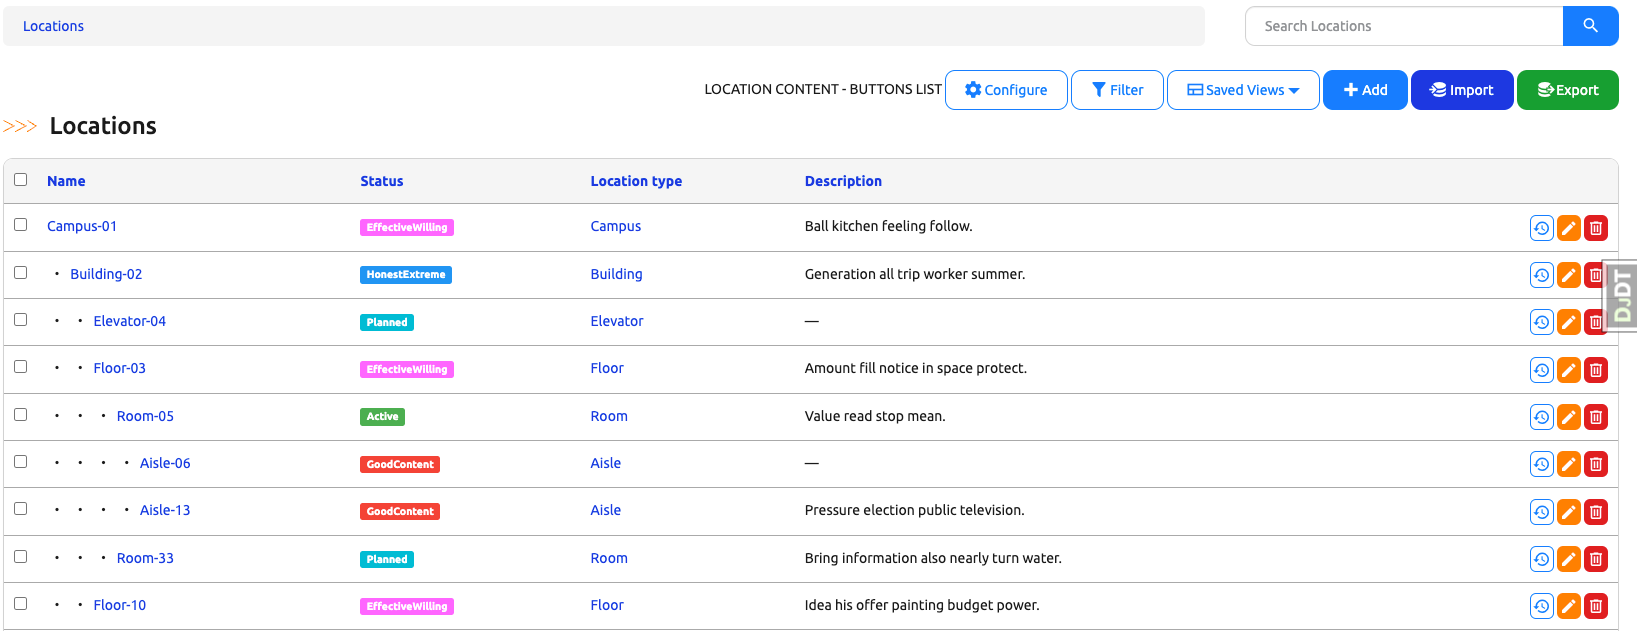 Locations
Search Locations
LOCATION CONTENT - BUTTONS LIST Configure Filter Saved Views Add Import Export
>>> Locations
Name Status Location type Description
Campus-01 EffectiveWilling Campus Ball kitchen feeling follow.
• Building-02 HonestExtreme Building Generation all trip worker summer.
• • Elevator-04 Planned Elevator —
• • Floor-03 EffectiveWilling Floor Amount fill notice in space protect.
• • • Room-05 Active Room Value read stop mean.
• • • • Aisle-06 GoodContent Aisle —
• • • • Aisle-13 GoodContent Aisle Pressure election public television.
• • • Room-33 Planned Room Bring information also nearly turn water.
• • Floor-10 EffectiveWilling Floor Idea his offer painting budget power.
DJDT